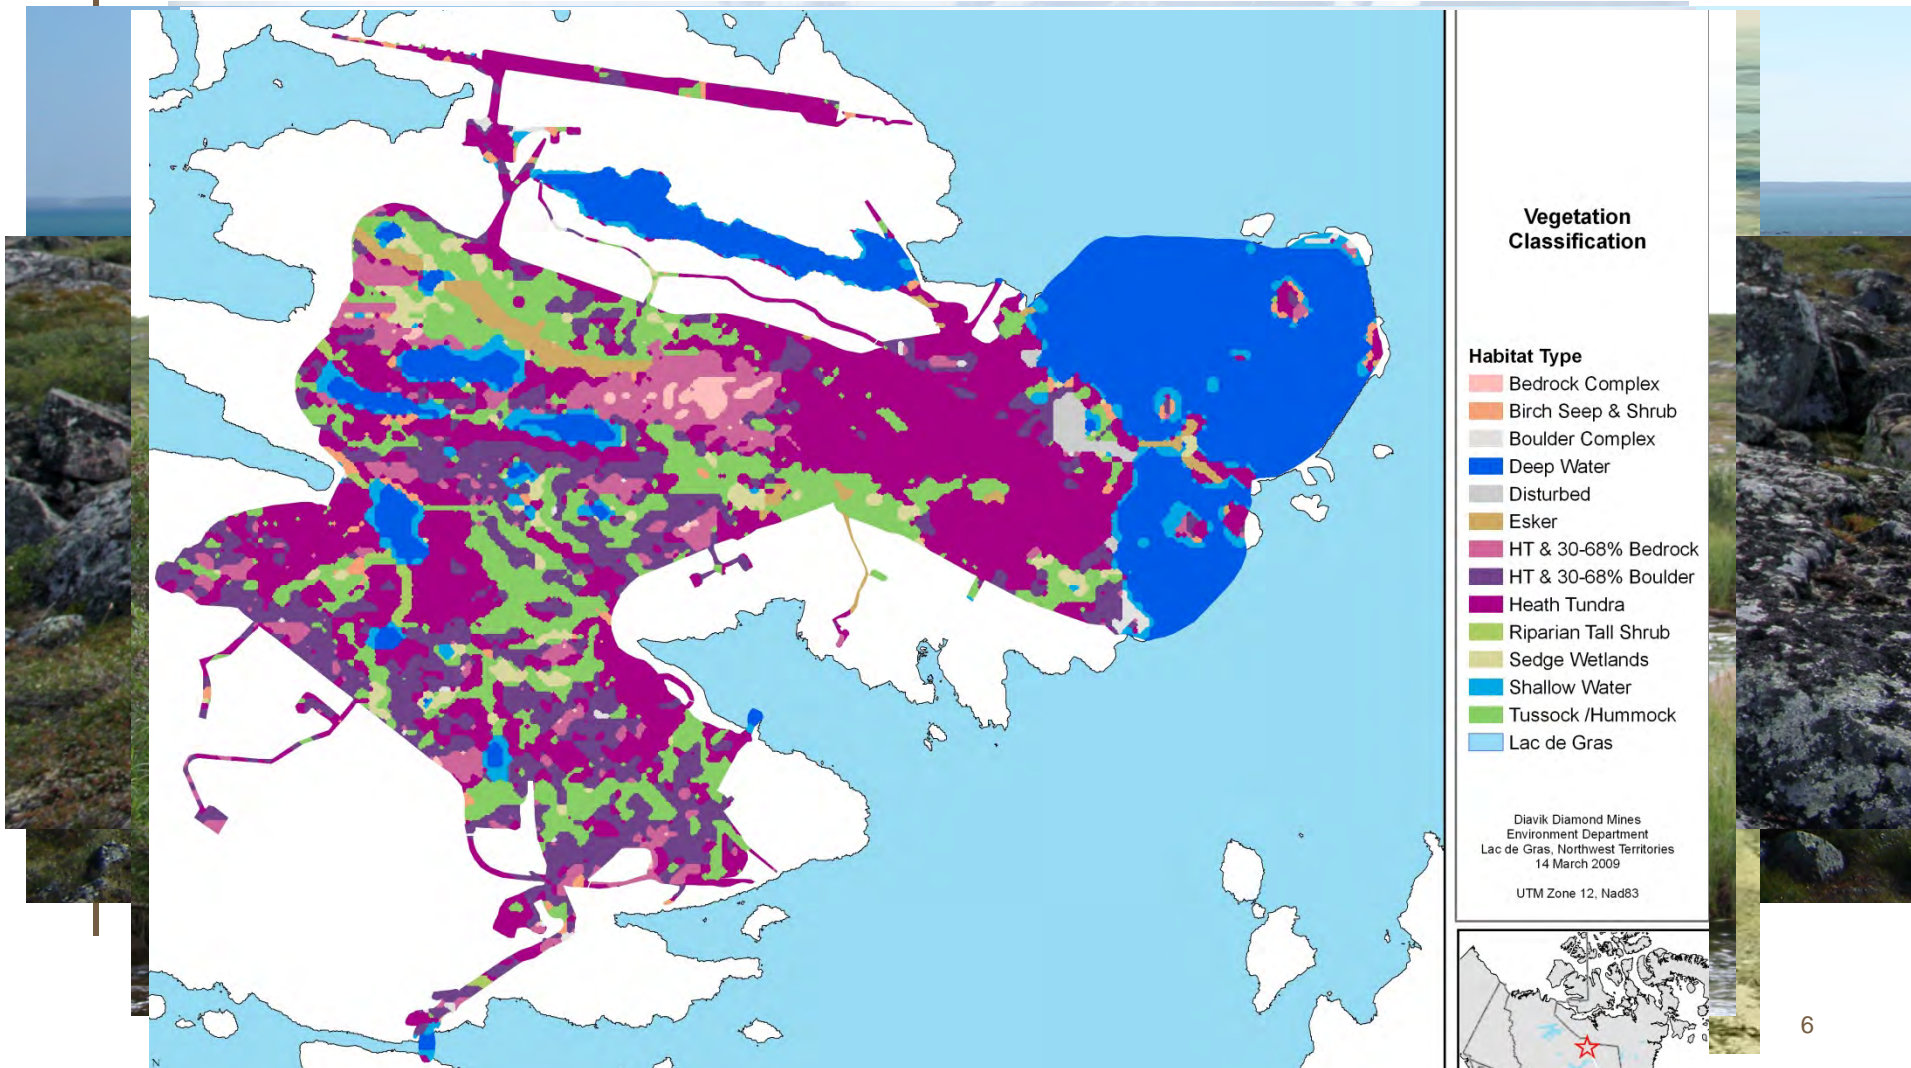 Vegetation
Classification
Habitat Type
Bedrock Complex
Birch Seep & Shrub
Boulder Complex
Deep Water
Disturbed
Esker
HT & 30-68% Bedrock
HT & 30-68% Boulder
Heath Tundra
Riparian Tall Shrub
Sedge Wetlands
Shallow Water
Tussock /Hummock
Lac de Gras
Diavik Diamond Mines
Environment Department
Lac de Gras, Northwest Territories
14 March 2009
UTM Zone 12, Nad83
6
N